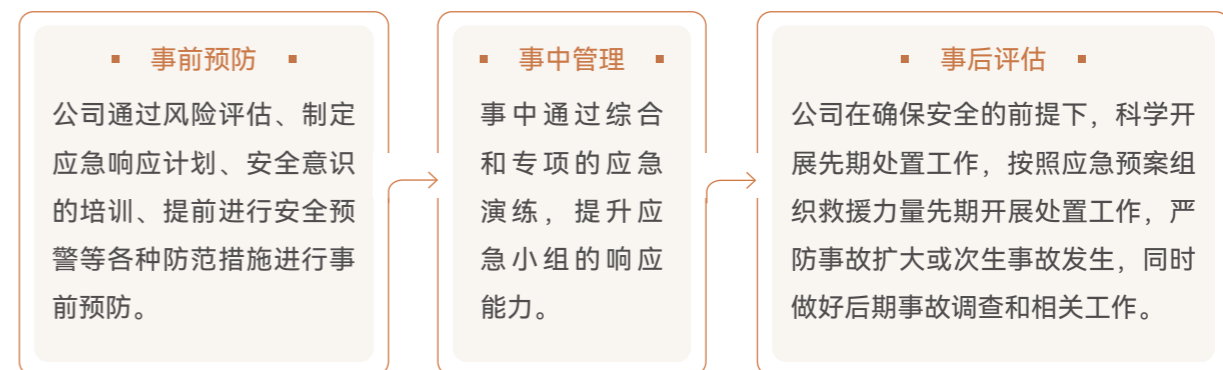 事前预防
公司通过风险评估、制定
应急响应计划、安全意识
的培训、提前进行安全预
警等各种防范措施进行事
前预防。
事中管理
事中通过综合
和专项的应急
演练，提升应
急小组的响应
能力。
事后评估
公司在确保安全的前提下，科学开
展先期处置工作，按照应急预案组
织救援力量先期开展处置工作，严
防事故扩大或次生事故发生，同时
做好后期事故调查和相关工作。